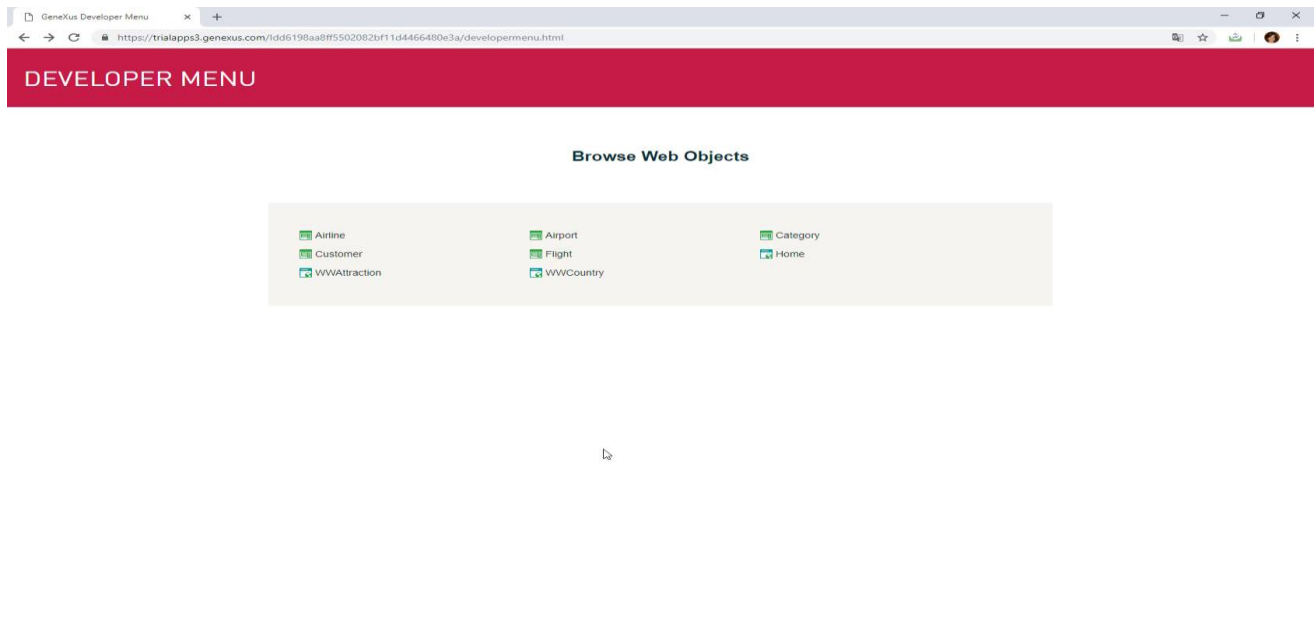 GeneXus Developer Menu
https://trialapps3.genexus.com/Idd6198aa8ff5502082bf11d4466480e3a/developermenu.html
DEVELOPER MENU
Browse Web Objects
Airline Airport Category
Customer Flight Home
WWAttraction WWCountry